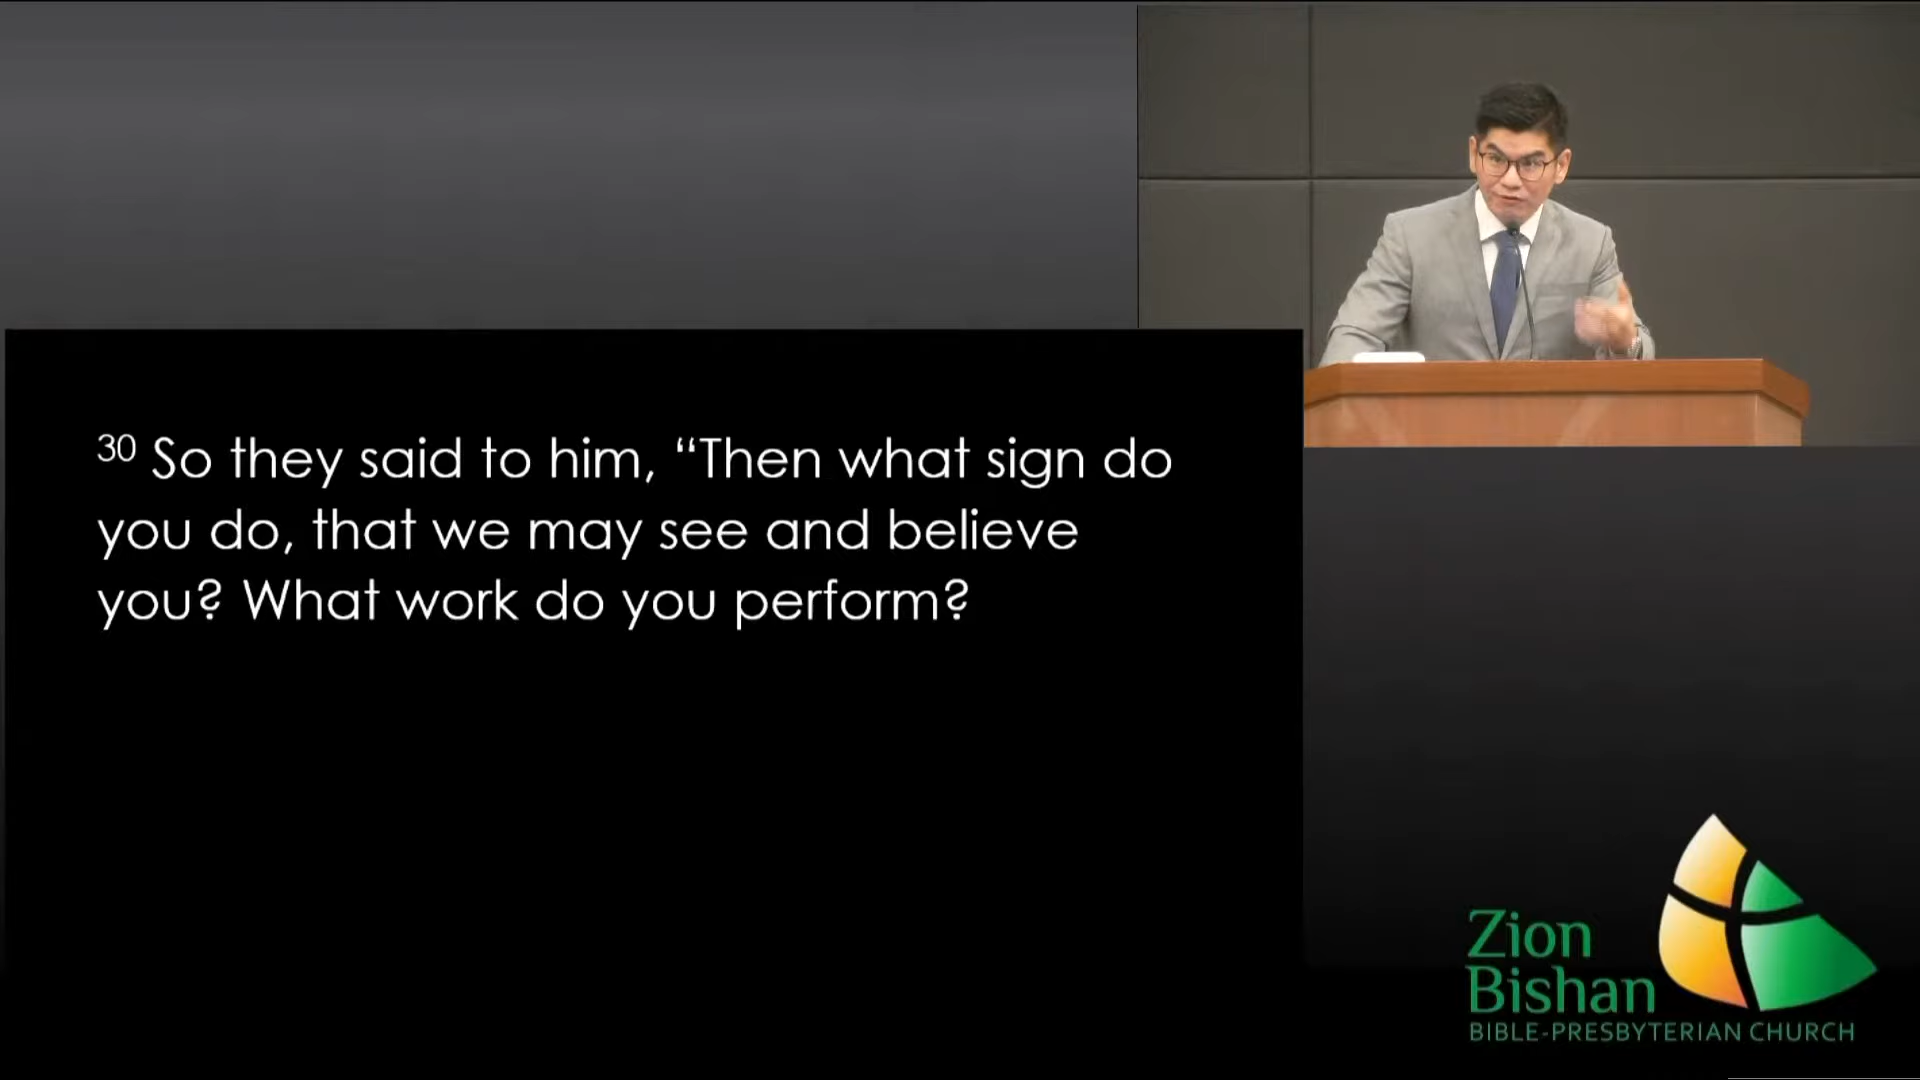 30 So they said to him, “Then what sign do
you do, that we may see and believe
you? What work do you perform?
Zion
Bishan
BIBLE-PRESBYTERIAN CHURCH